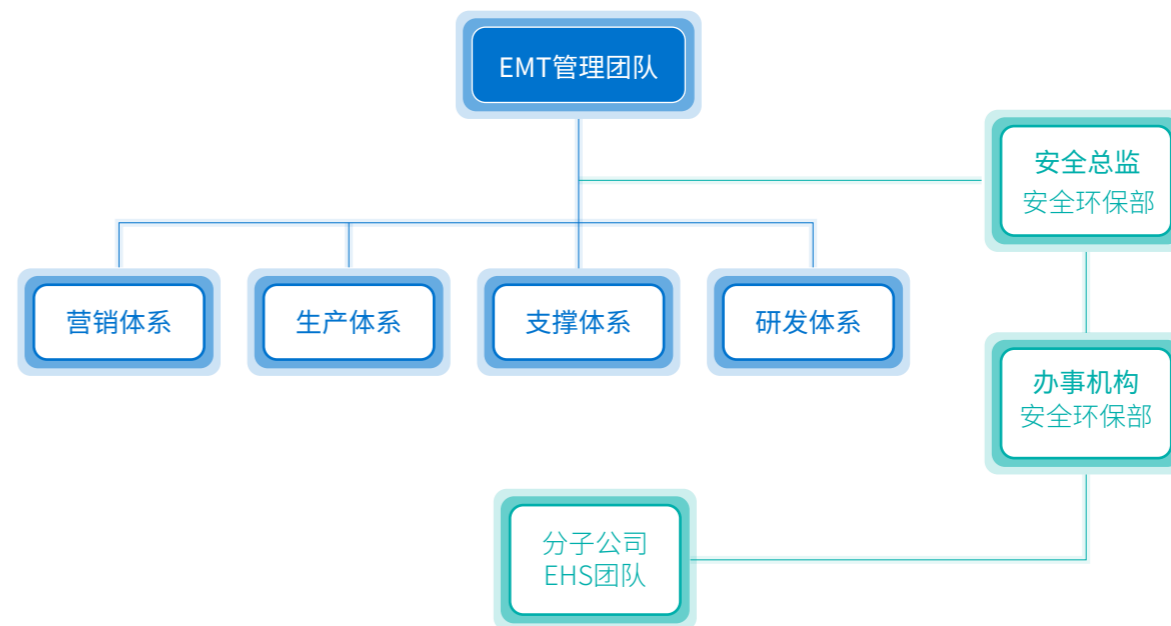 EMT管理团队
安全总监
安全环保部
营销体系
生产体系
支撑体系
研发体系
办事机构
安全环保部
分子公司
EHS团队